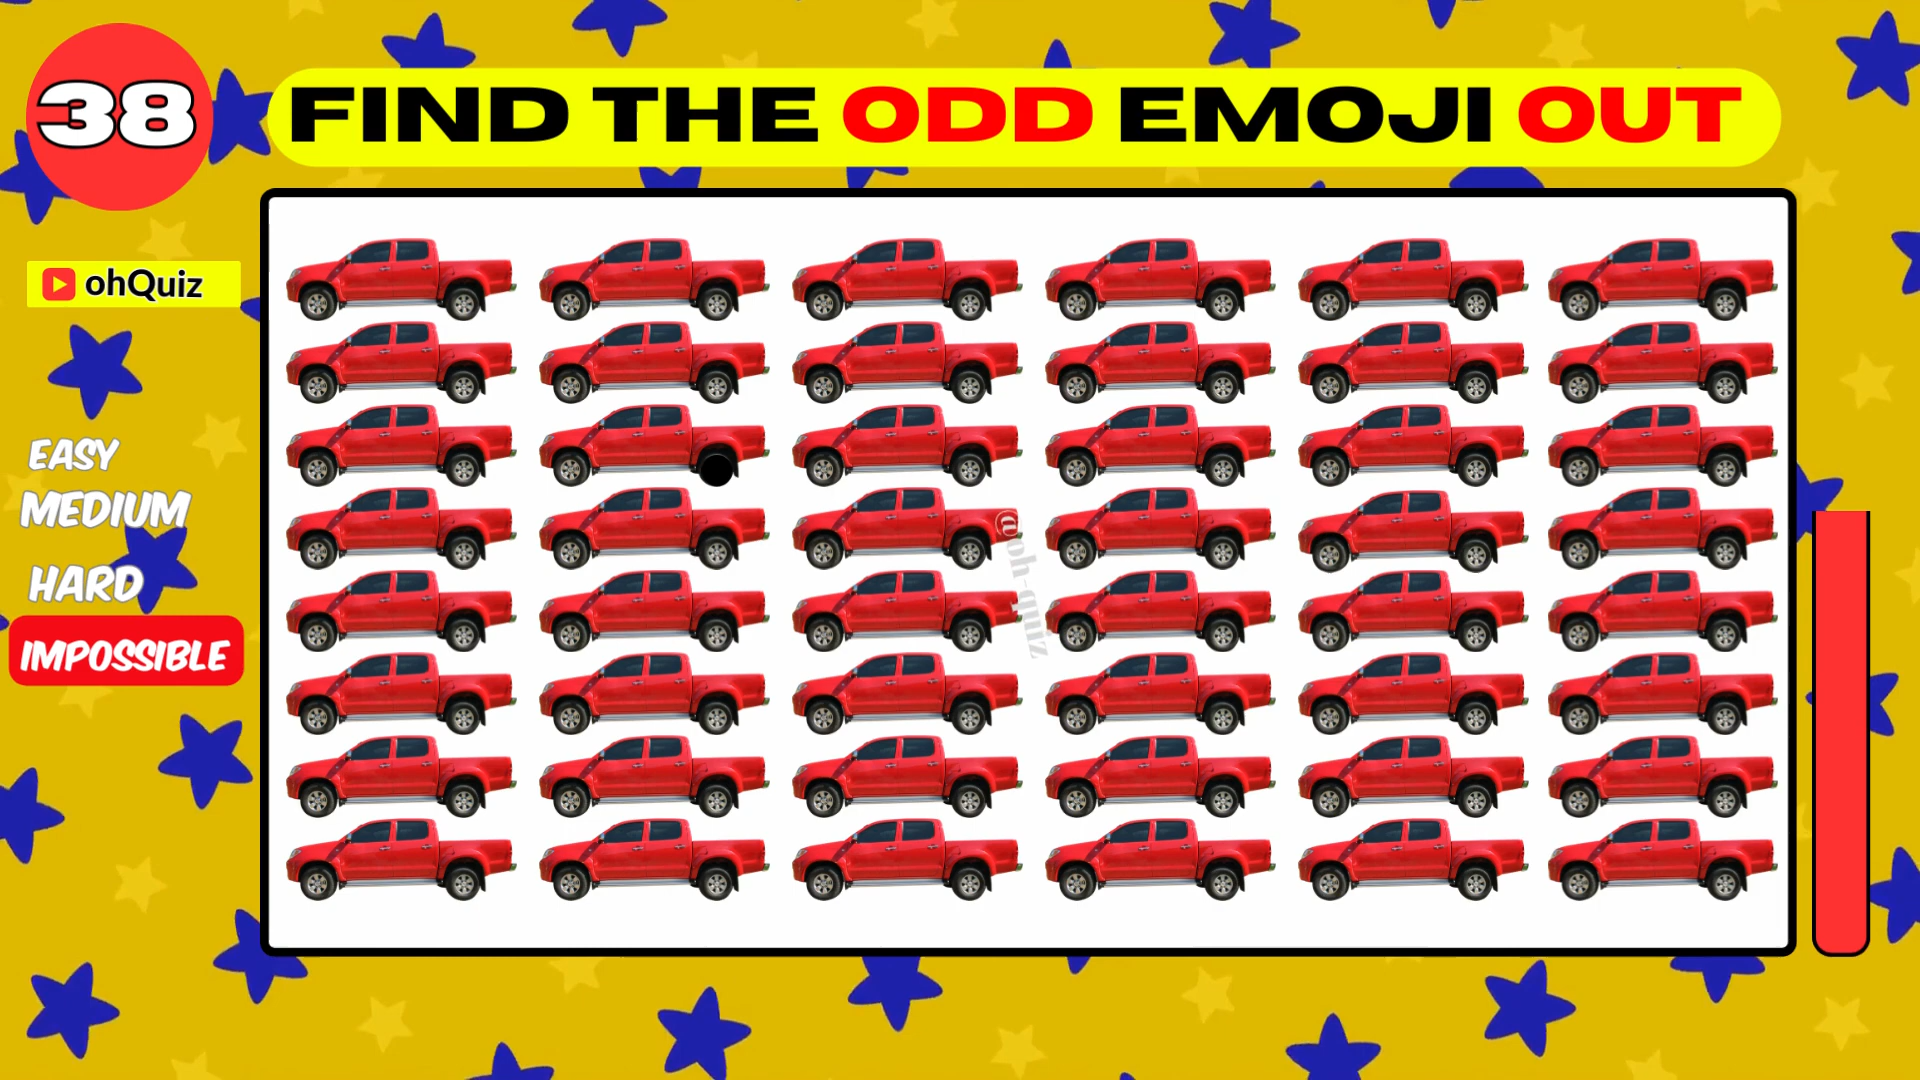 38
FIND THE ODD EMOJI OUT
ohQuiz
EASY
MEDIUM
HARD
IMPOSSIBLE
@oh-quiz